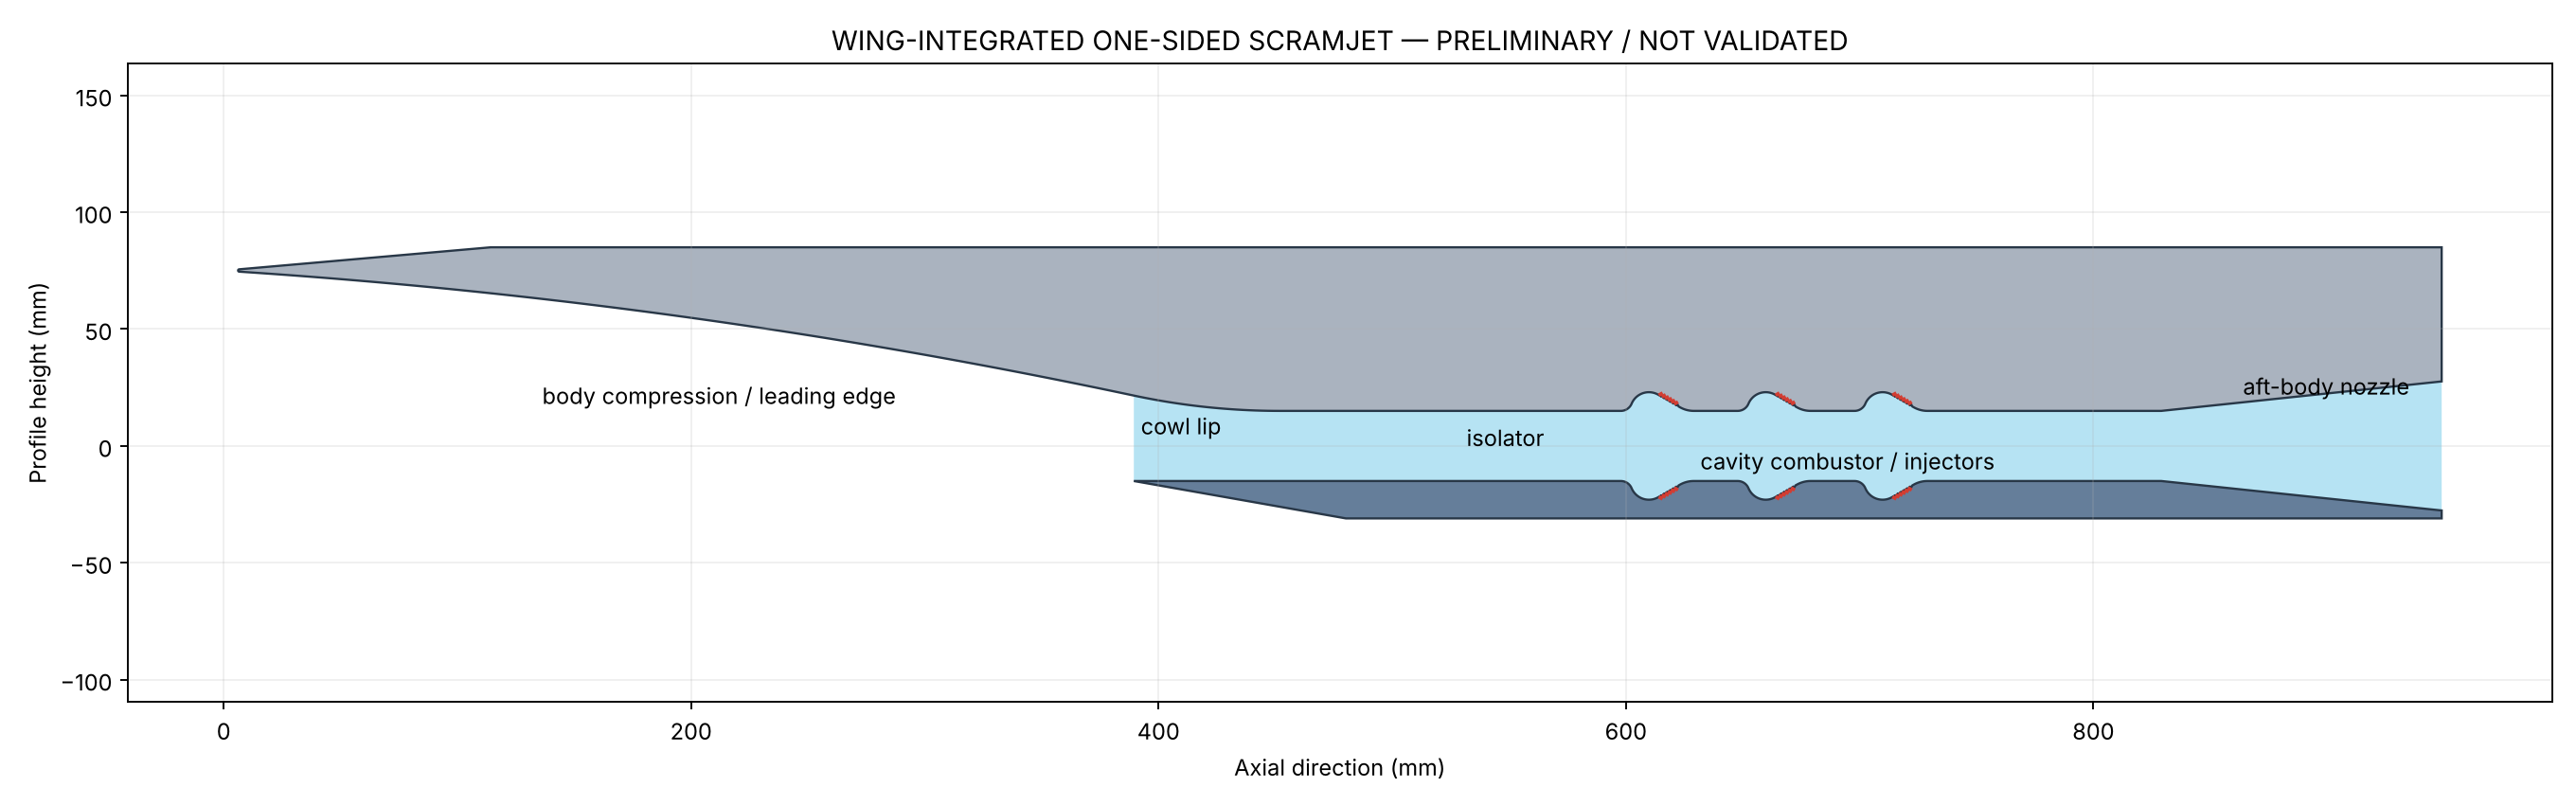 WING-INTEGRATED ONE-SIDED SCRAMJET — PRELIMINARY / NOT VALIDATED
150
100
50
0
−50
−100
Profile height (mm)
body compression / leading edge
cowl lip
isolator
cavity combustor / injectors
aft-body nozzle
0
200
400
600
800
Axial direction (mm)